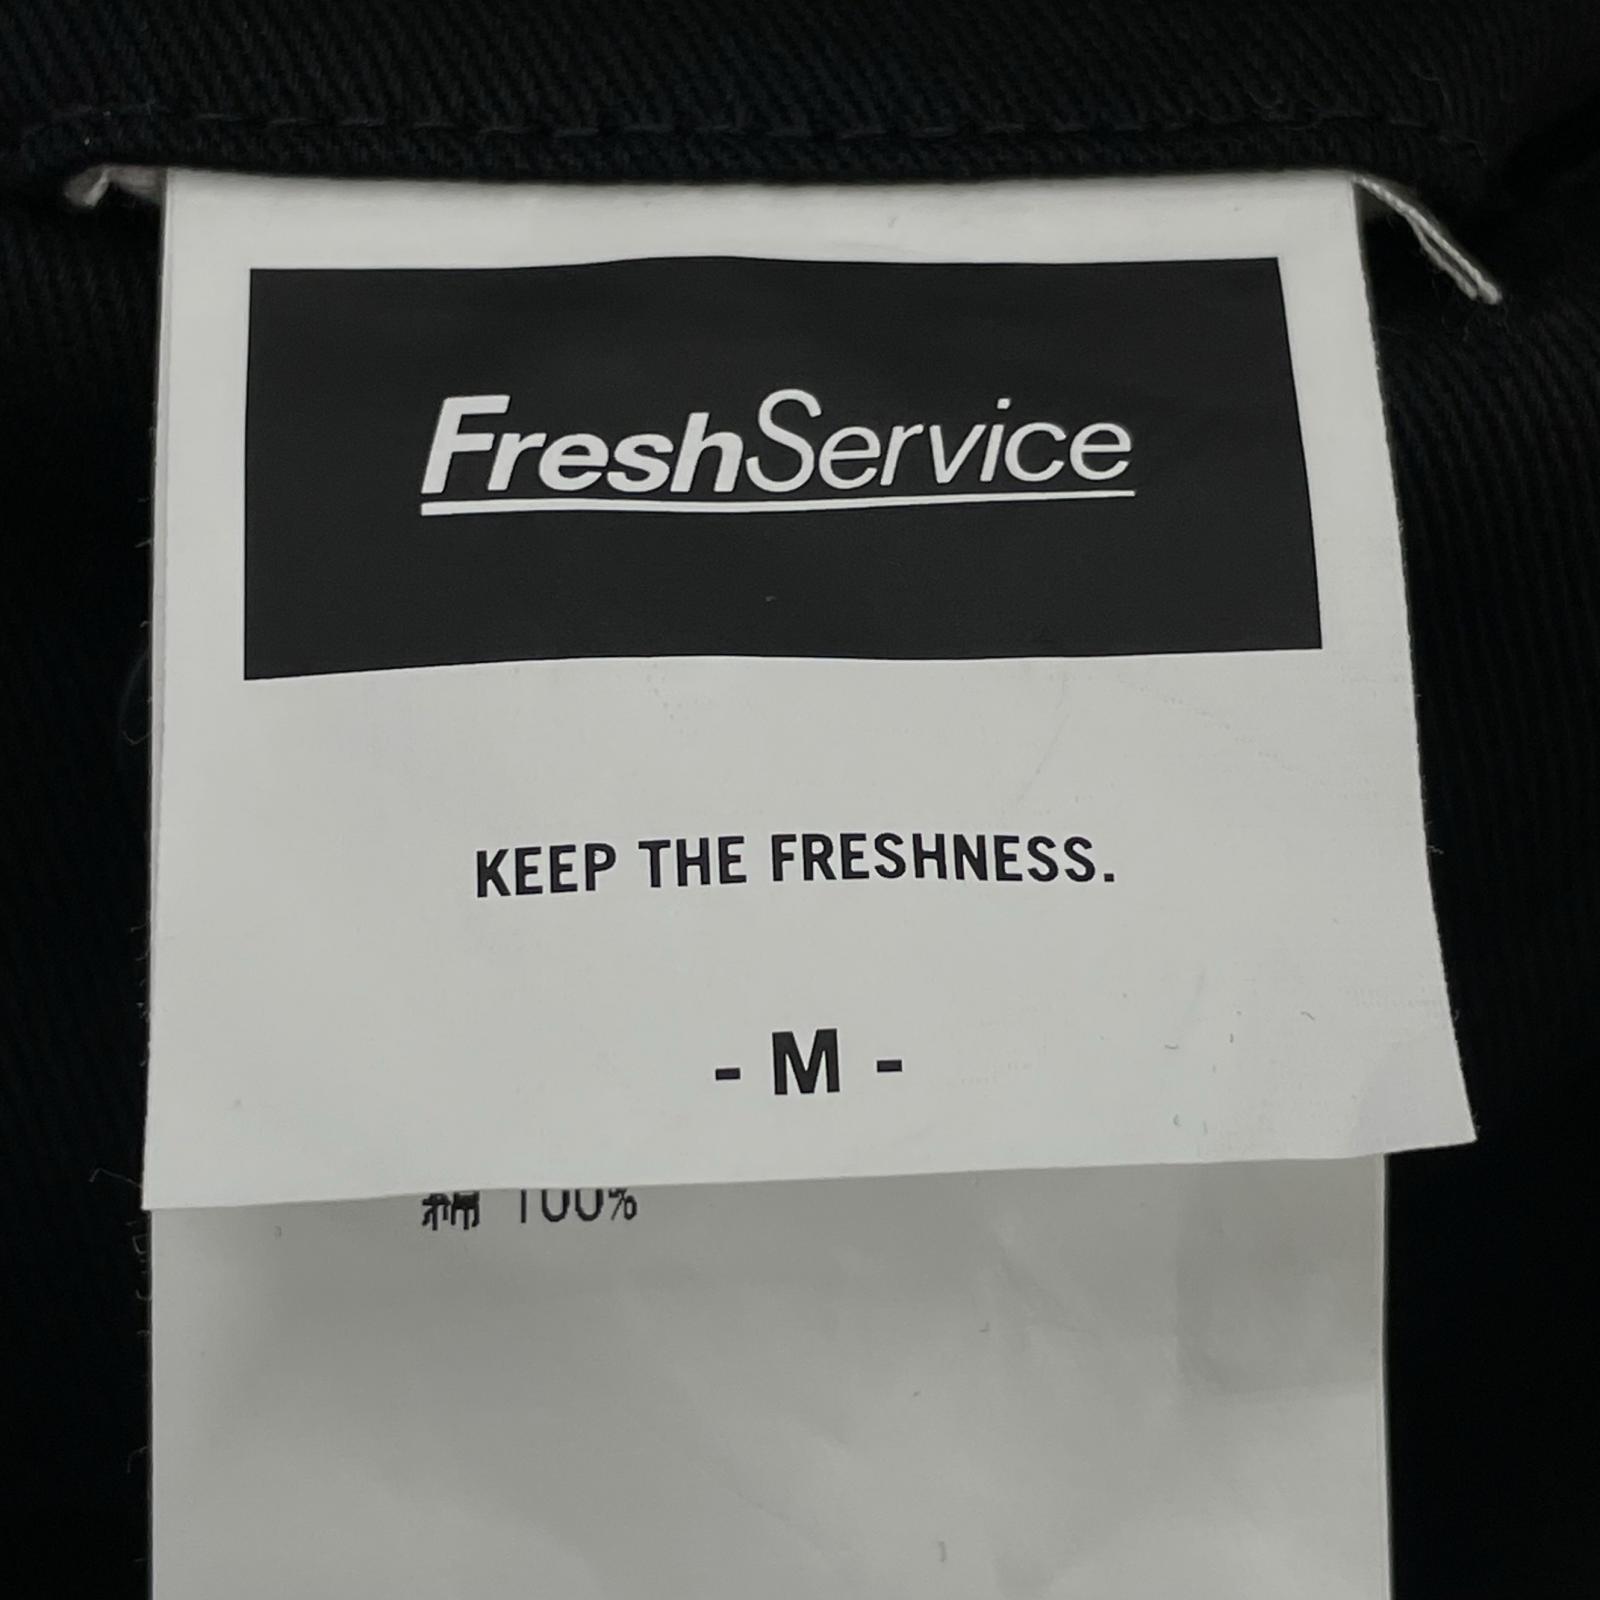 FreshService
KEEP THE FRESHNESS.
- M -
綿 100%